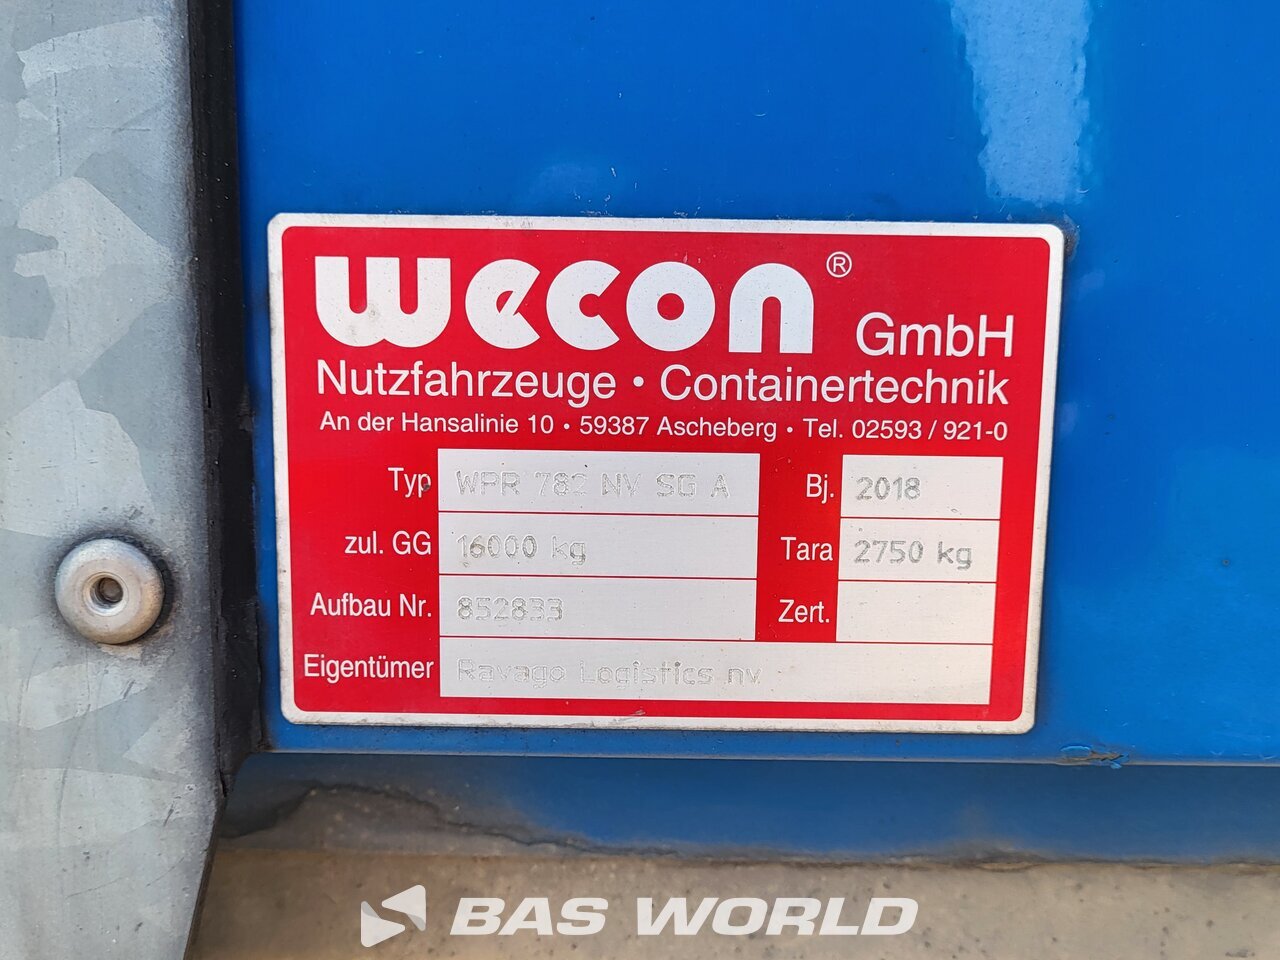 wecon®
GmbH
Nutzfahrzeuge • Containertechnik
An der Hansalinie 10 • 59387 Ascheberg • Tel. 02593 / 921-0
Typ WPR 782 NV SG A Bj. 2018
zul. GG 16000 kg Tara 2750 kg
Aufbau Nr. 852833 Zert.
Eigentümer Ravago Logistics nv
BAS WORLD